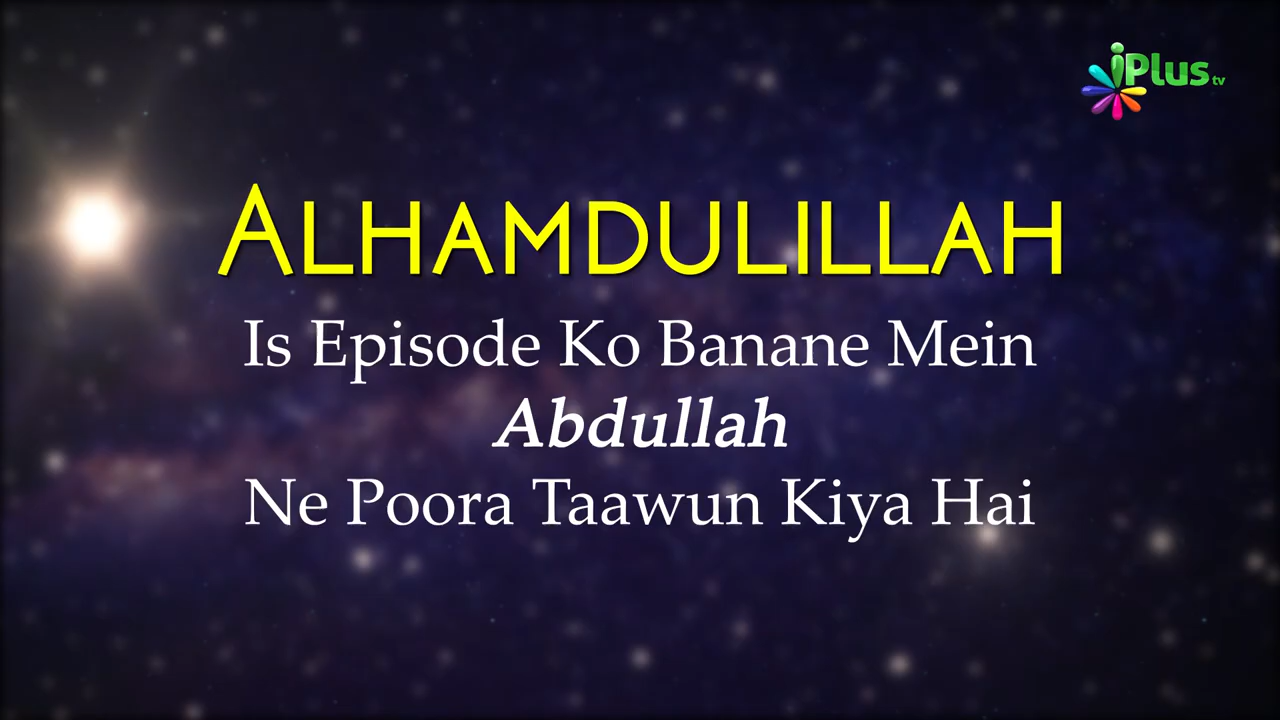 iPlus tv
ALHAMDULILLAH
Is Episode Ko Banane Mein
Abdullah
Ne Poora Taawun Kiya Hai